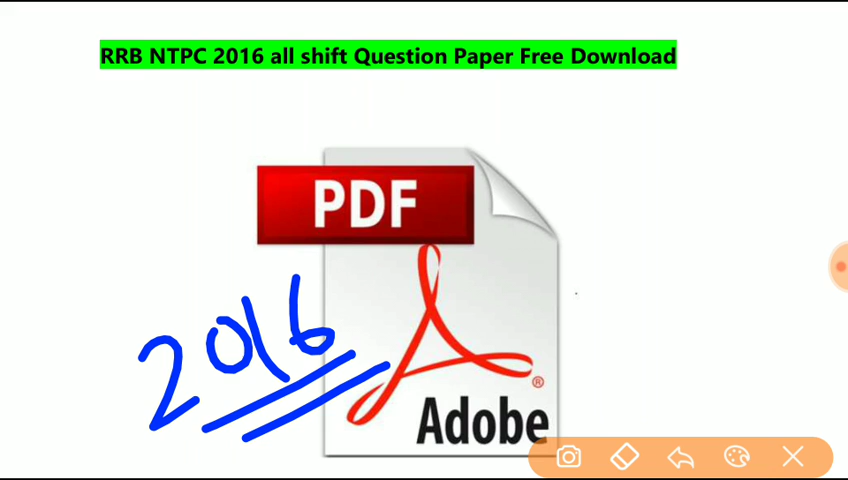 RRB NTPC 2016 all shift Question Paper Free Download
PDF
2016
®
Adobe